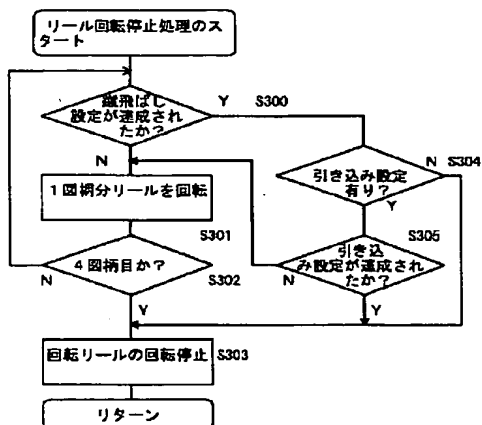 リール回転停止処理のス
タート
蹴飛ばし
設定が達成され
たか?
Y
S300
N
1図柄分リールを回転
S301
4図柄目か?
N
S302
Y
引き込み設定
有り?
N
S304
Y
S305
引き込
み設定が達成された
か?
N
Y
回転リールの回転停止
S303
リターン